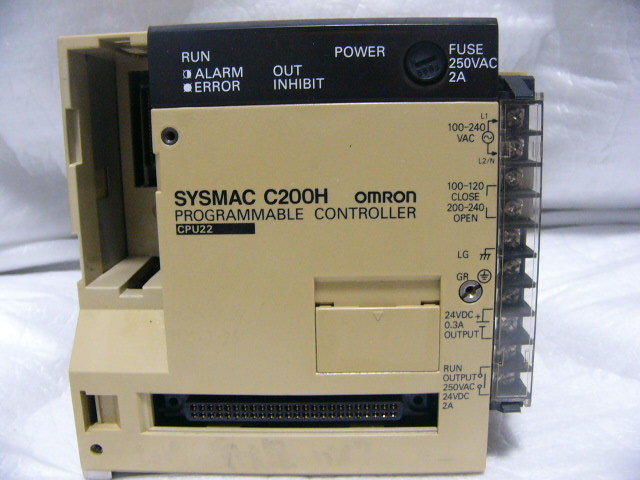 RUN
ALARM
ERROR
OUT
INHIBIT
POWER
FUSE
250VAC
2A
L1
100-240
VAC
L2/N
SYSMAC C200H OMRON
PROGRAMMABLE CONTROLLER
CPU22
100-120
CLOSE
200-240
OPEN
LG
GR
24VDC +
0.3A
OUTPUT
RUN
OUTPUT
250VAC
24VDC
2A